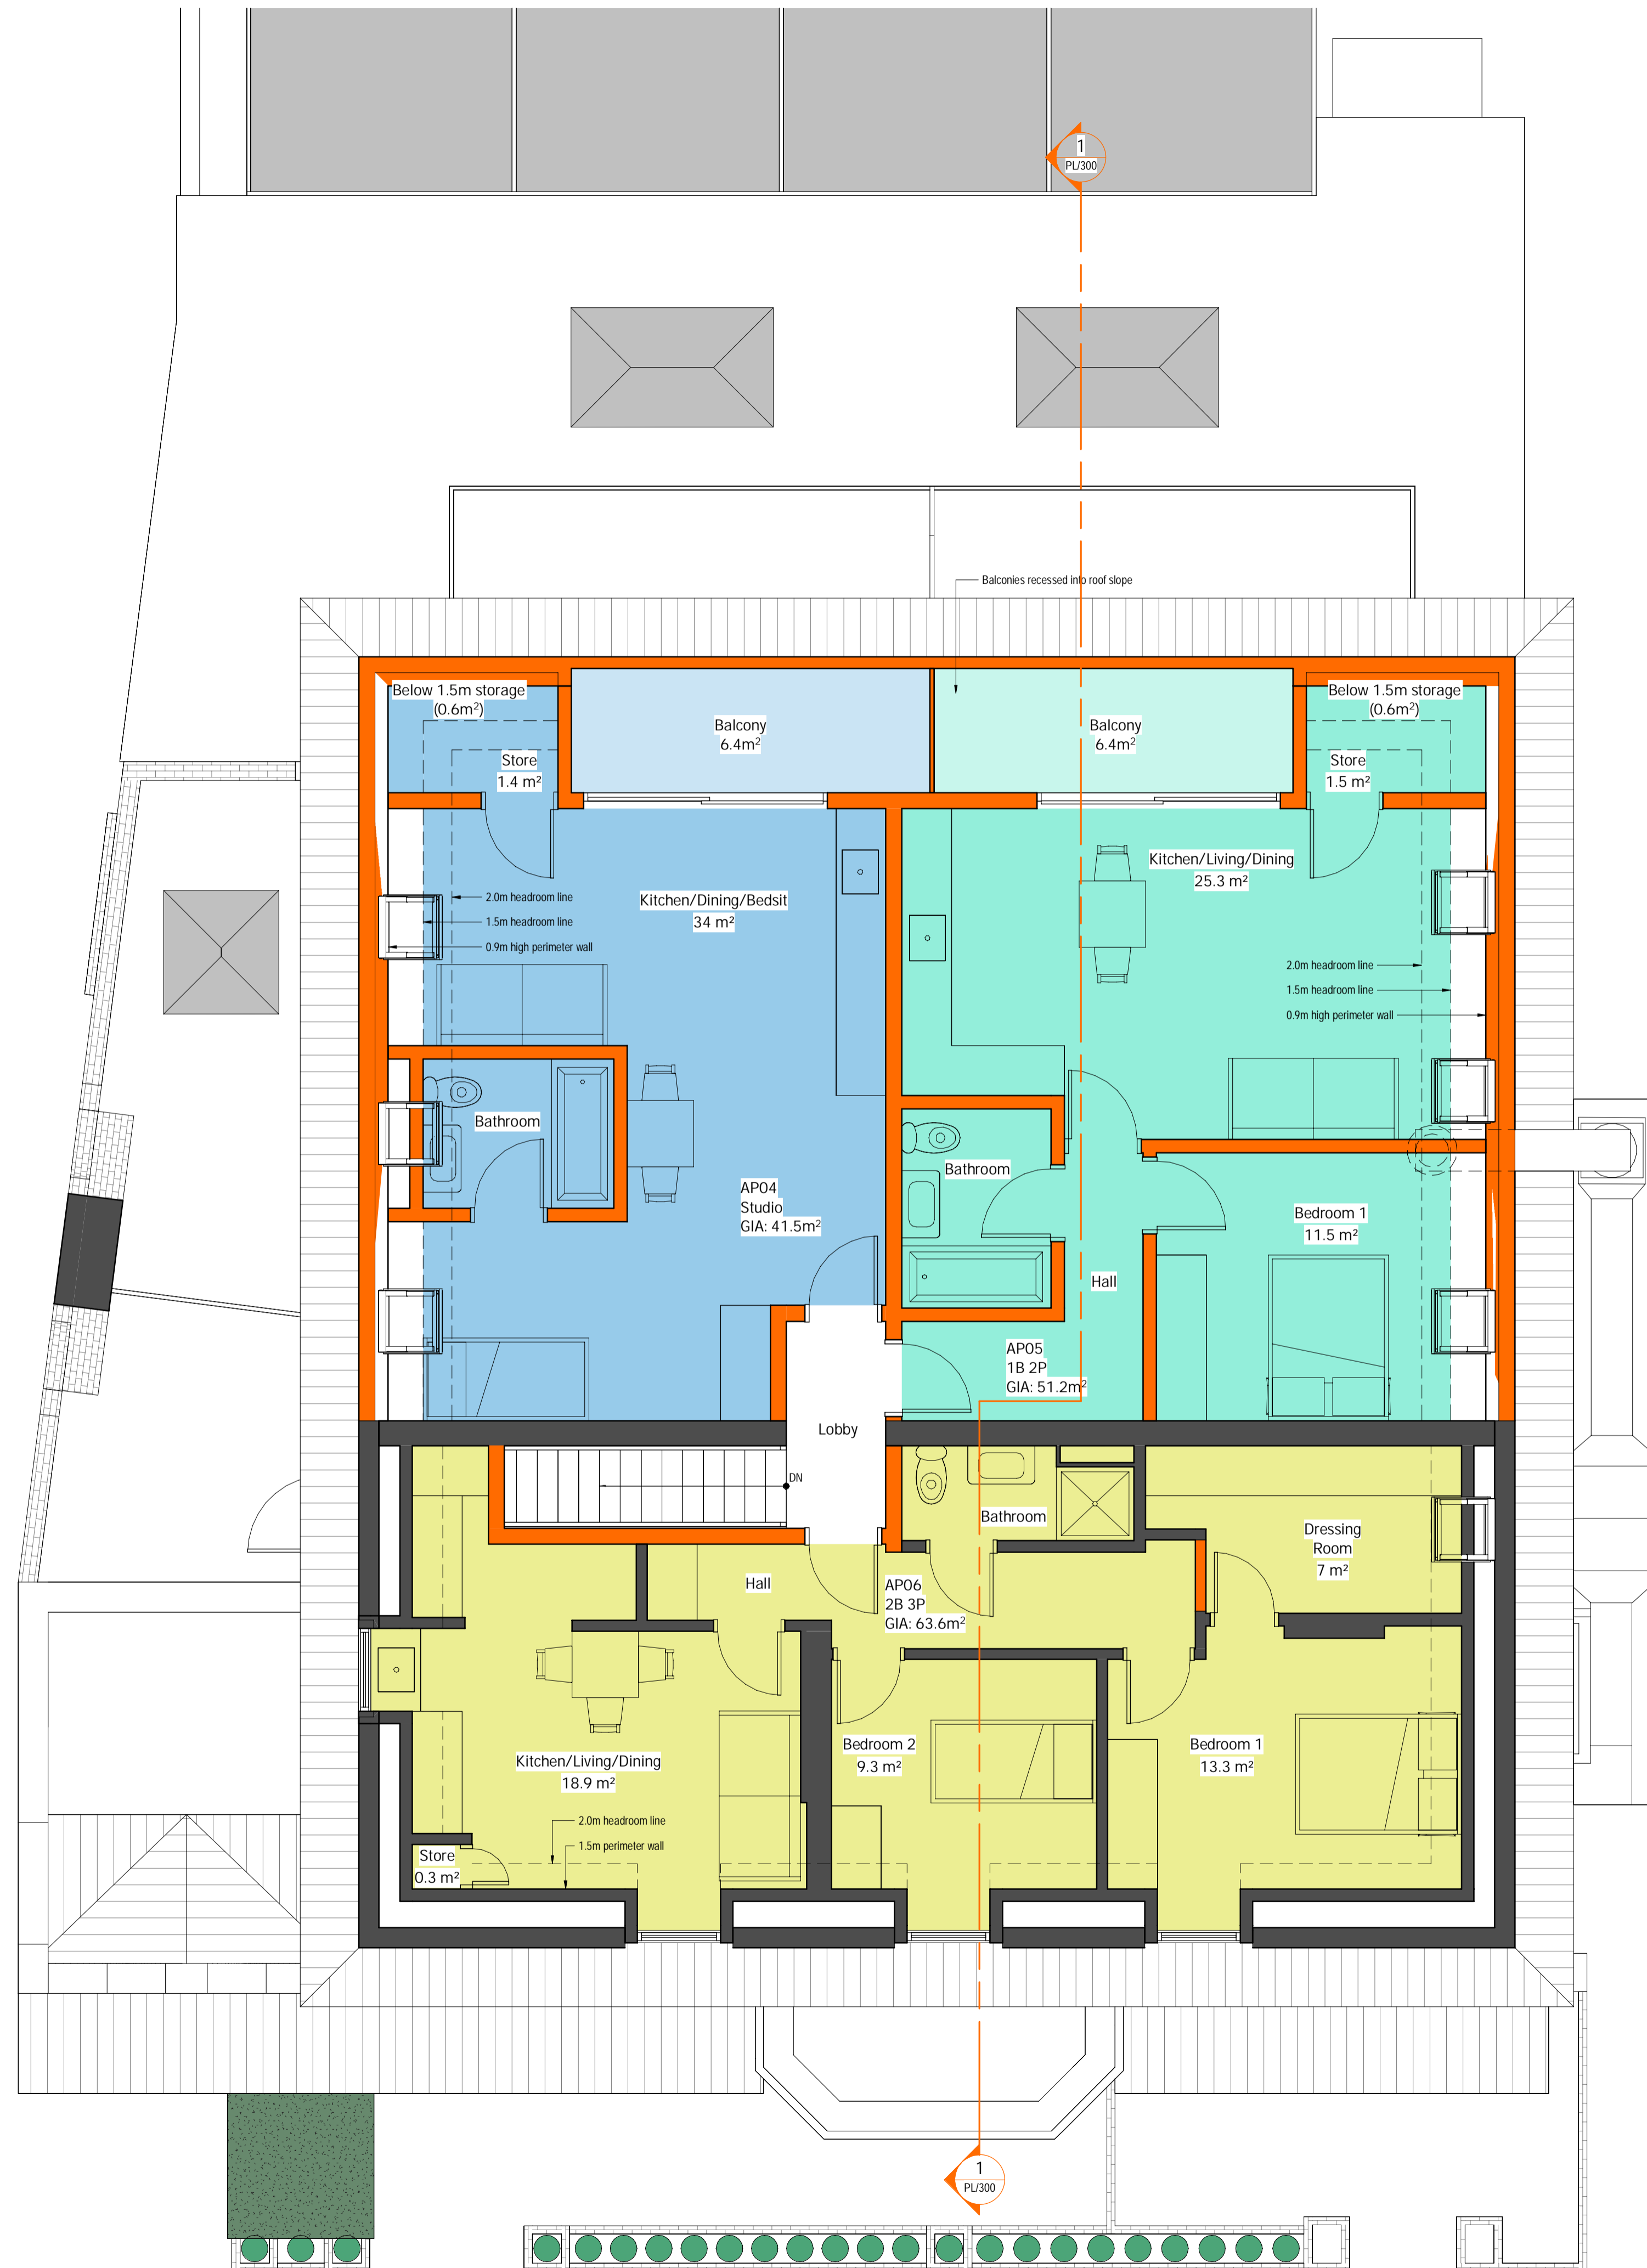 1
PL/300
Balconies recessed into roof slope
Below 1.5m storage
(0.6m²)
Balcony
6.4m²
Balcony
6.4m²
Below 1.5m storage
(0.6m²)
Store
1.4 m²
Store
1.5 m²
Kitchen/Dining/Bedsit
34 m²
Kitchen/Living/Dining
25.3 m²
2.0m headroom line
1.5m headroom line
0.9m high perimeter wall
2.0m headroom line
1.5m headroom line
0.9m high perimeter wall
Bathroom
Bathroom
AP04
Studio
GIA: 41.5m²
Bedroom 1
11.5 m²
Hall
AP05
1B 2P
GIA: 51.2m²
Lobby
DN
Bathroom
Dressing
Room
7 m²
Hall
AP06
2B 3P
GIA: 63.6m²
Kitchen/Living/Dining
18.9 m²
Bedroom 2
9.3 m²
Bedroom 1
13.3 m²
2.0m headroom line
1.5m perimeter wall
Store
0.3 m²
1
PL/300